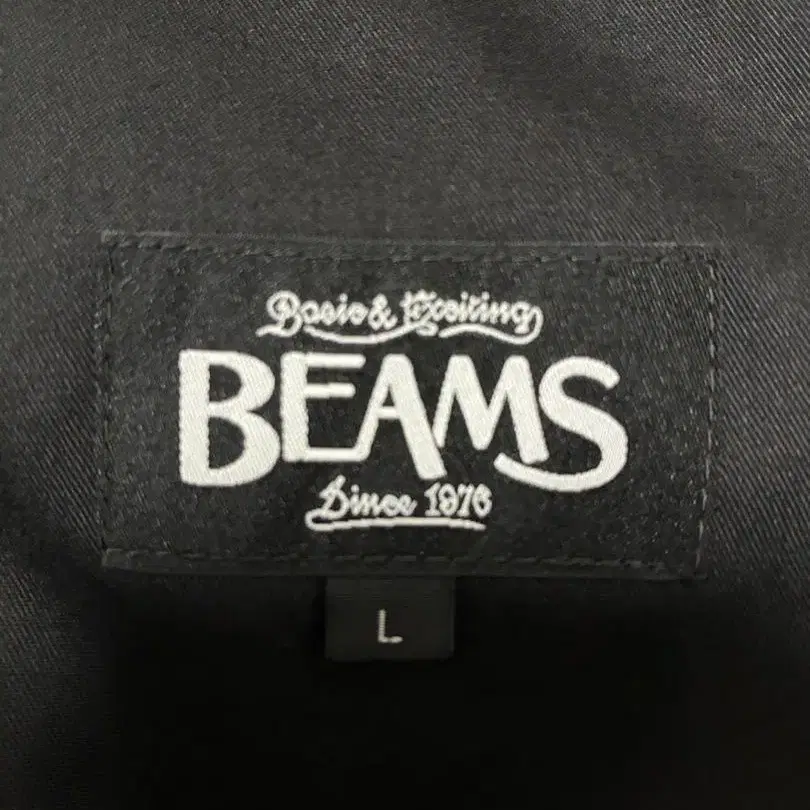 Basic & Exciting
BEAMS
Since 1976
L